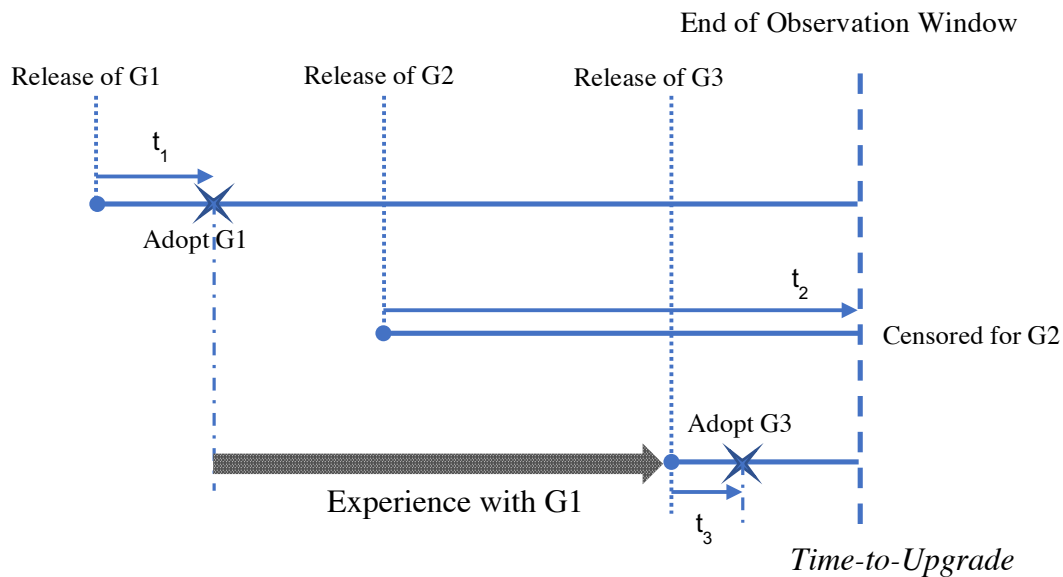 End of Observation Window
Release of G1
Release of G2
Release of G3
t1
Adopt G1
t2
Censored for G2
Adopt G3
Experience with G1
t3
Time-to-Upgrade